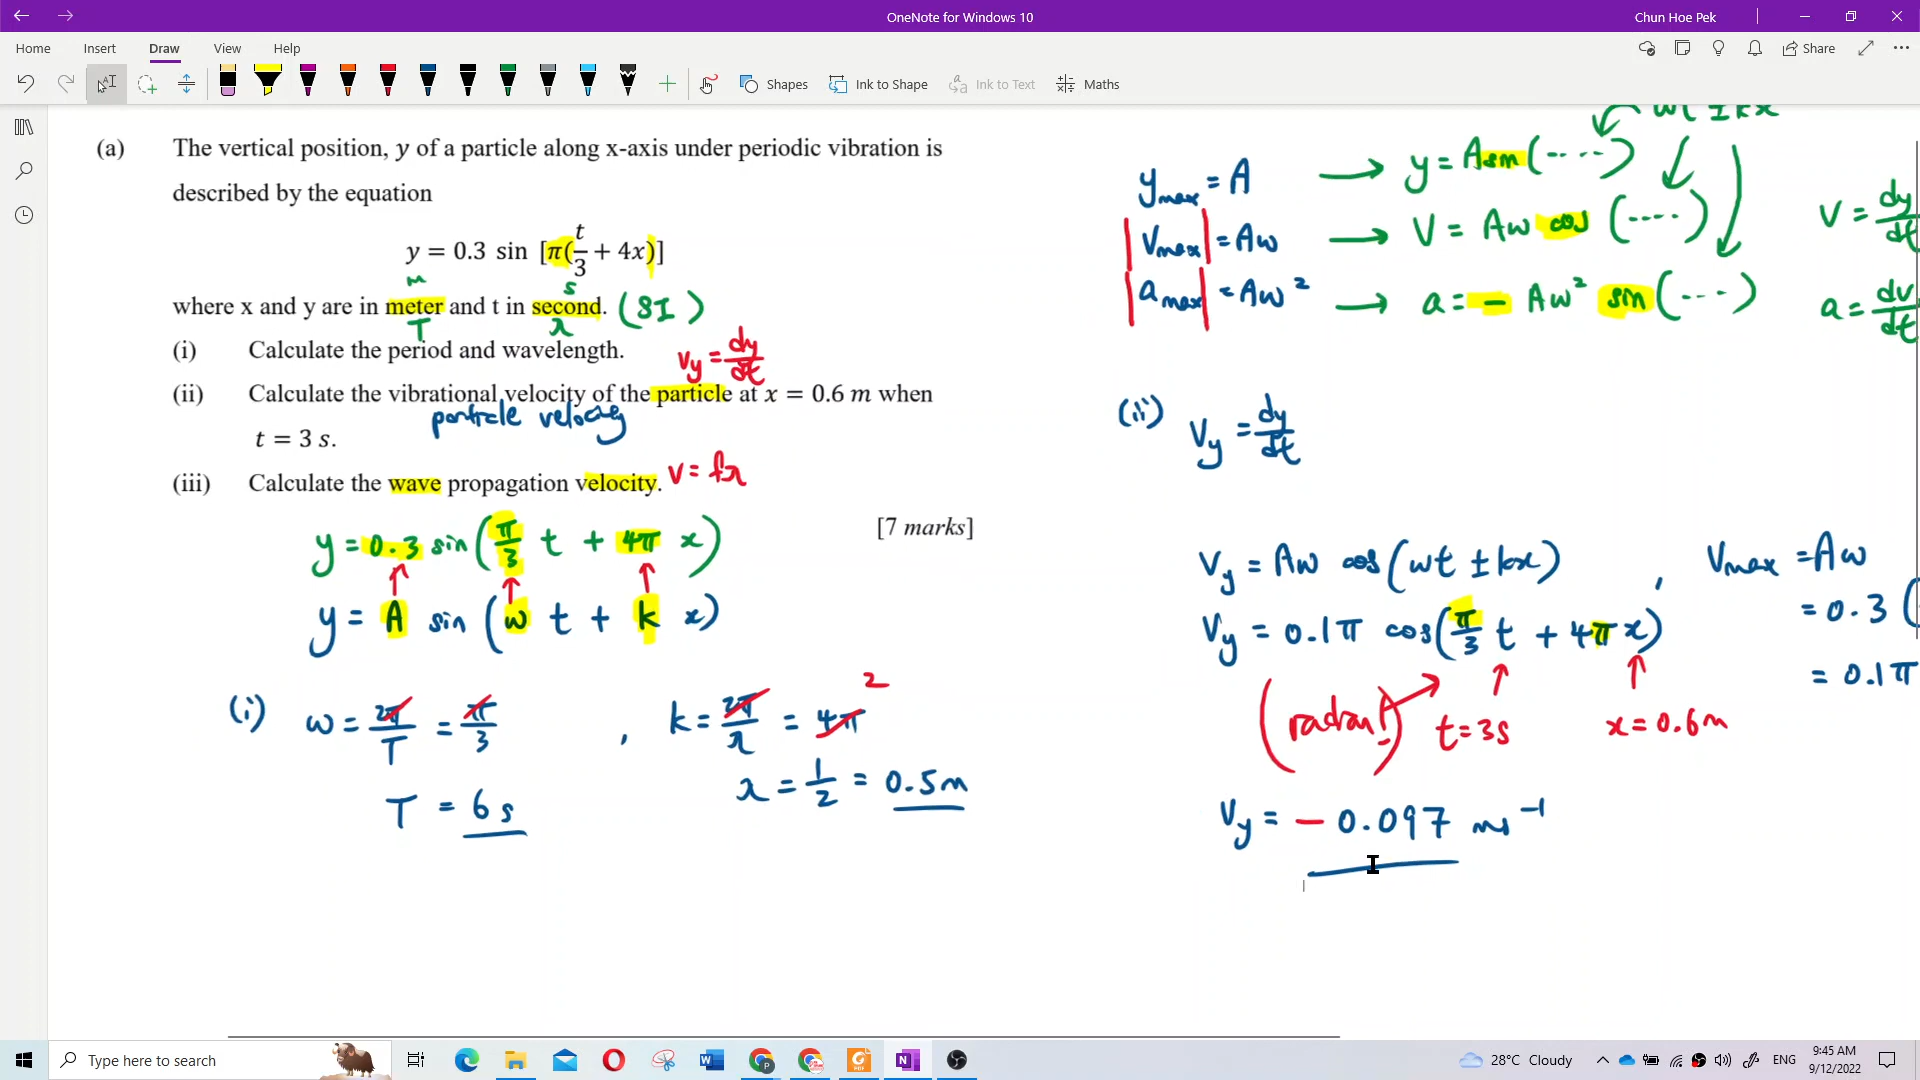 OneNote for Windows 10
Chun Hoe Pek
Home Insert Draw View Help
Share
Shapes
Ink to Shape
Ink to Text
Maths
(a) The vertical position, y of a particle along x-axis under periodic vibration is
described by the equation
y = 0.3 sin [π(t/3 + 4x)]
m s
where x and y are in meter and t in second. (SI)
T λ
(i) Calculate the period and wavelength.
Vy = dy/dt
(ii) Calculate the vibrational velocity of the particle at x = 0.6 m when
particle velocity
t = 3 s.
(iii) Calculate the wave propagation velocity. V = fλ
[7 marks]
y = 0.3 sin(π/3 t + 4π x)
y = A sin (ω t + k x)
(i) ω = 2π/T = π/3 , k = 2π/λ = 4π 2
T = 6 s
λ = 1/2 = 0.5m
ωt ± kx
ymax = A → y = A sin (....)
|Vmax| = Aω → V = Aω cos (....)
V = dy/dt
|amax| = Aω² → a = - Aω² sin (....)
a = dv/dt
(ii) Vy = dy/dt
Vy = Aω cos(ωt ± kx) , Vmax = Aω
Vy = 0.1π cos(π/3 t + 4π x)
= 0.3 (
= 0.1π
(radian!) t = 3s x = 0.6m
Vy = - 0.097 ms⁻¹
Type here to search
28°C Cloudy
ENG
9:45 AM
9/12/2022